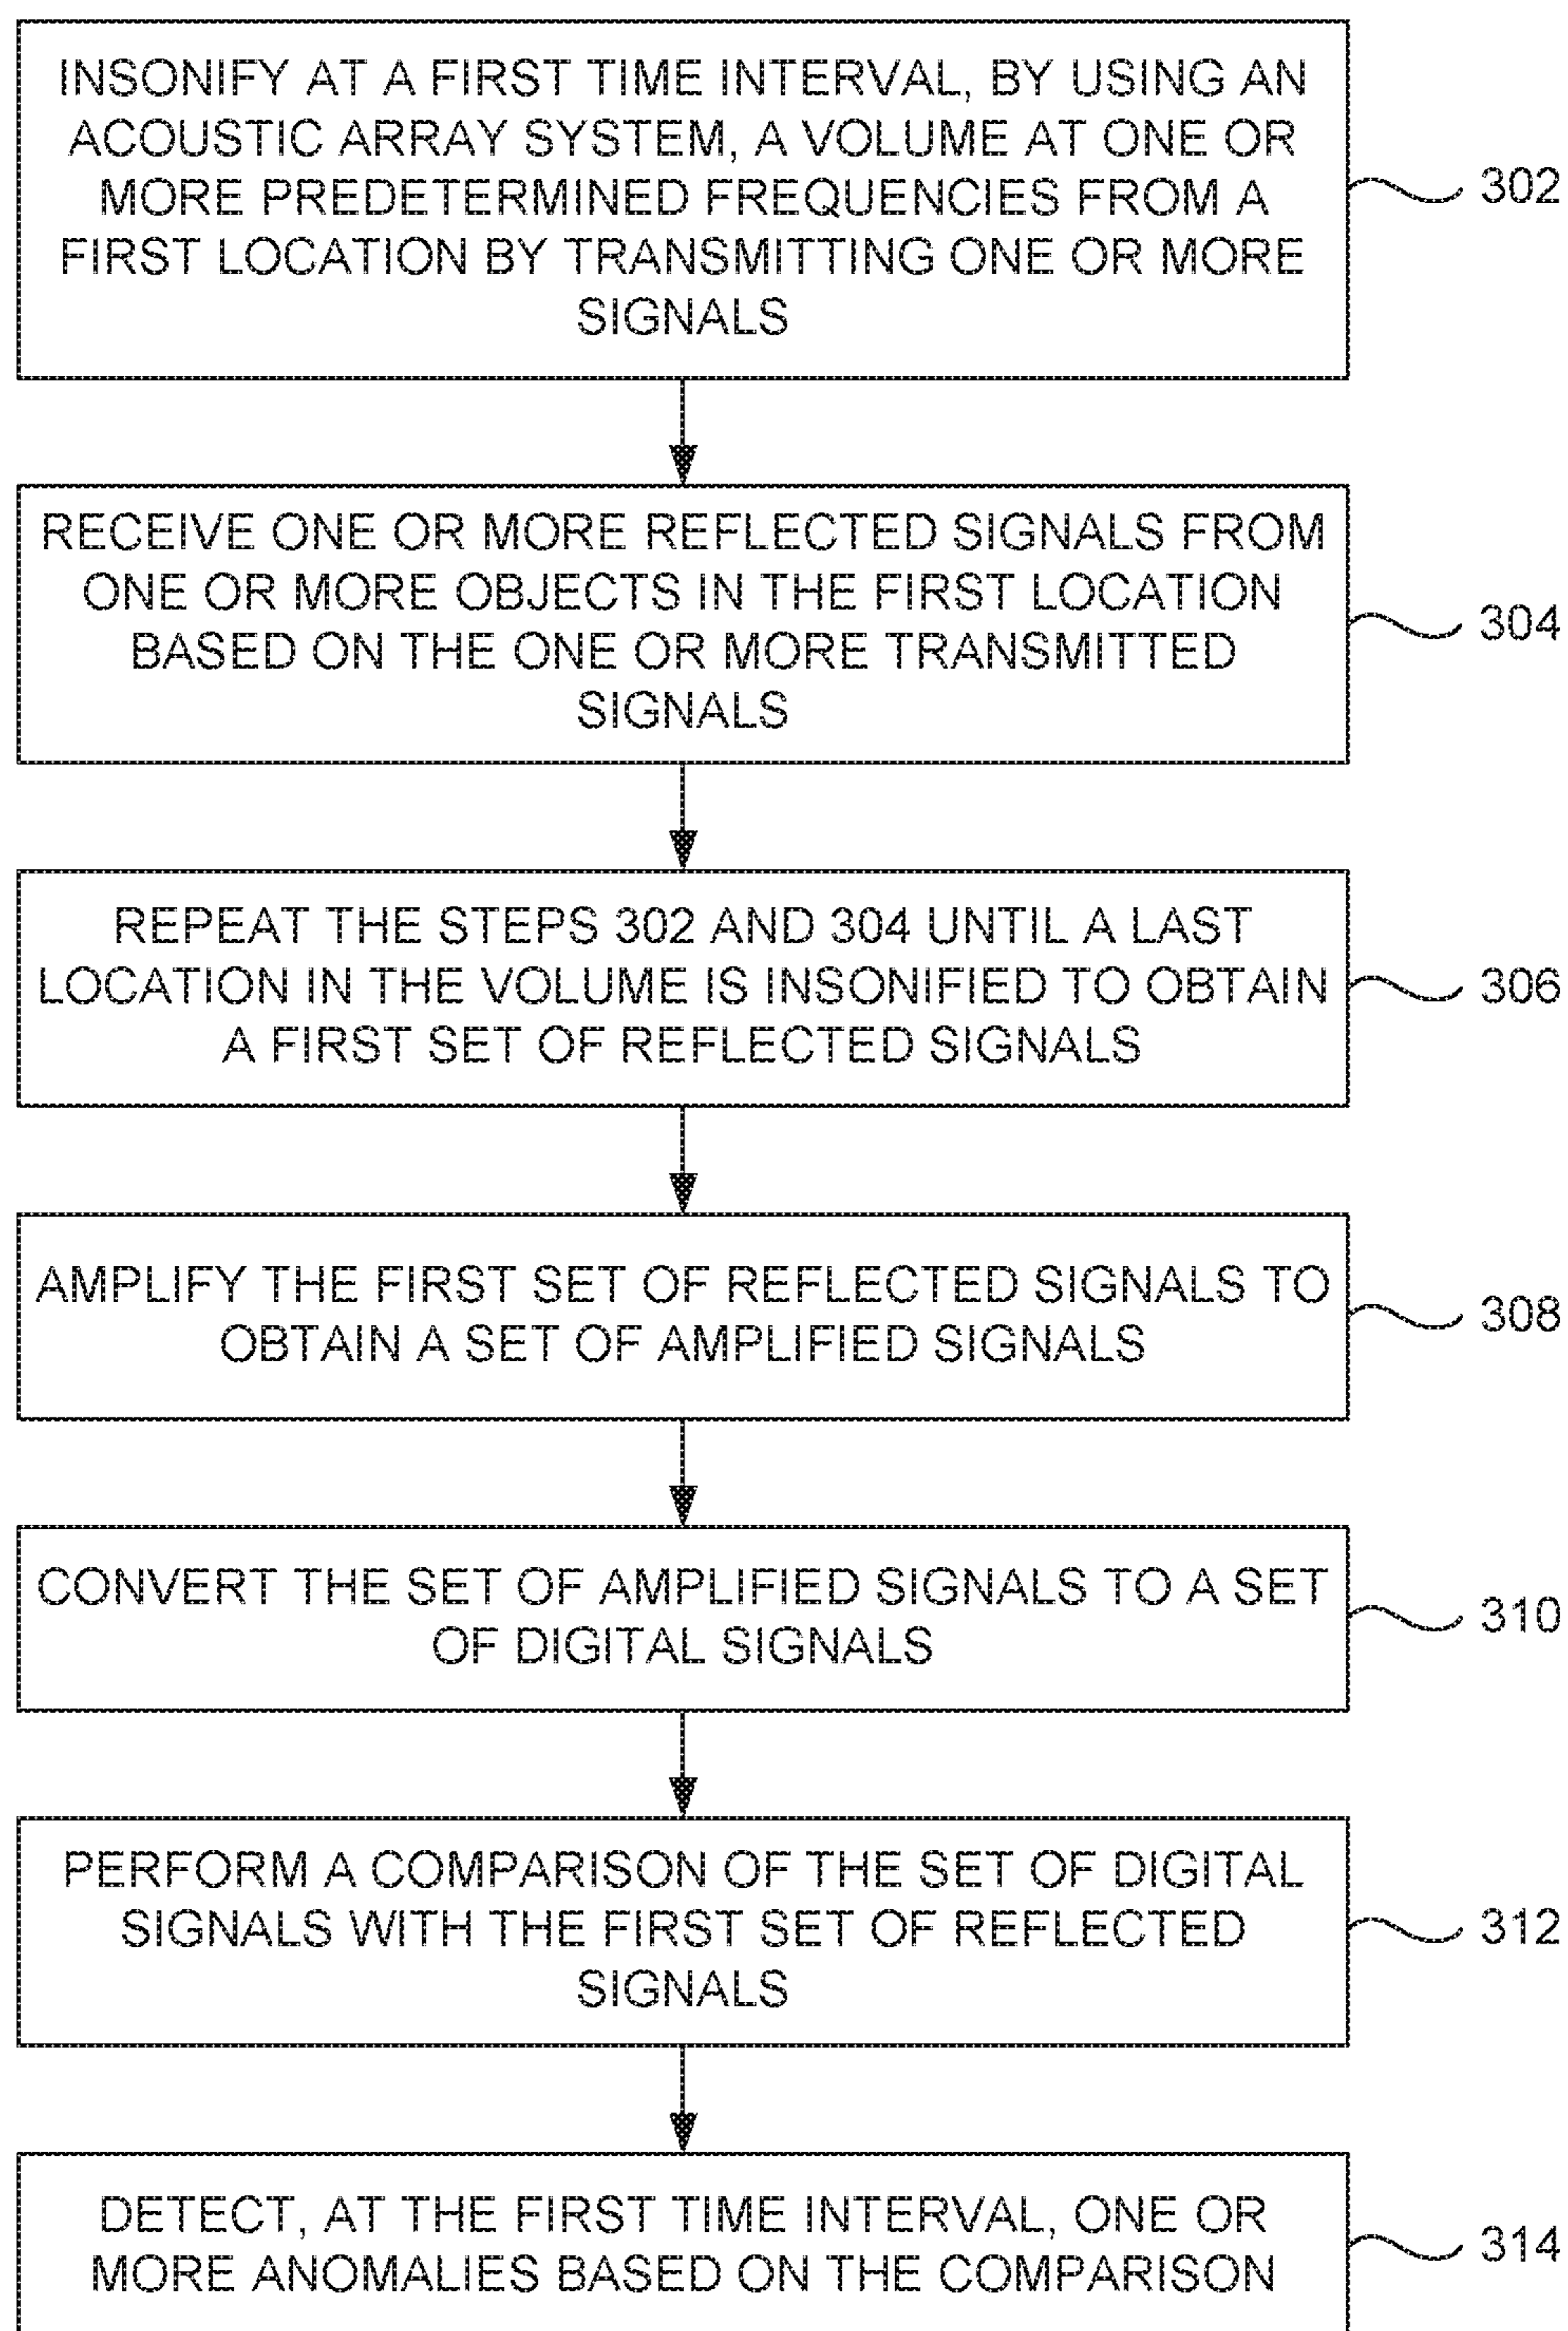 INSONIFY AT A FIRST TIME INTERVAL, BY USING AN
ACOUSTIC ARRAY SYSTEM, A VOLUME AT ONE OR
MORE PREDETERMINED FREQUENCIES FROM A
FIRST LOCATION BY TRANSMITTING ONE OR MORE
SIGNALS
302
RECEIVE ONE OR MORE REFLECTED SIGNALS FROM
ONE OR MORE OBJECTS IN THE FIRST LOCATION
BASED ON THE ONE OR MORE TRANSMITTED
SIGNALS
304
REPEAT THE STEPS 302 AND 304 UNTIL A LAST
LOCATION IN THE VOLUME IS INSONIFIED TO OBTAIN
A FIRST SET OF REFLECTED SIGNALS
306
AMPLIFY THE FIRST SET OF REFLECTED SIGNALS TO
OBTAIN A SET OF AMPLIFIED SIGNALS
308
CONVERT THE SET OF AMPLIFIED SIGNALS TO A SET
OF DIGITAL SIGNALS
310
PERFORM A COMPARISON OF THE SET OF DIGITAL
SIGNALS WITH THE FIRST SET OF REFLECTED
SIGNALS
312
DETECT, AT THE FIRST TIME INTERVAL, ONE OR
MORE ANOMALIES BASED ON THE COMPARISON
314